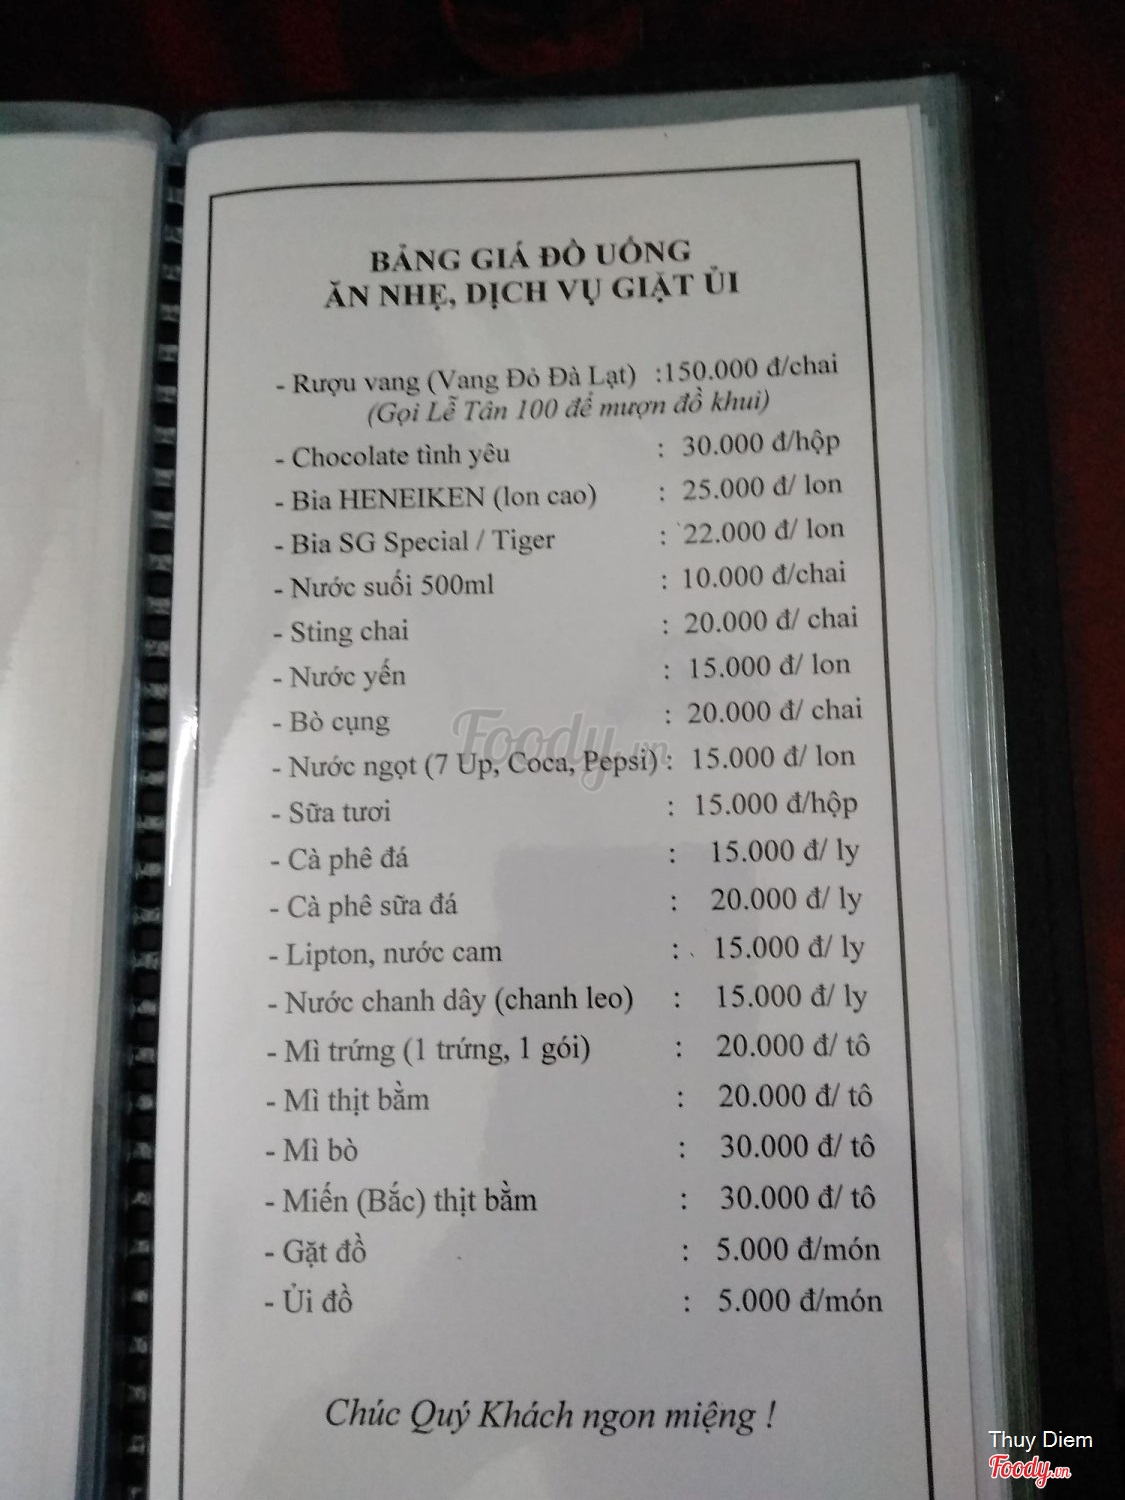 BẢNG GIÁ ĐỒ UỐNG
ĂN NHẸ, DỊCH VỤ GIẶT ỦI
- Rượu vang (Vang Đỏ Đà Lạt) :150.000 đ/chai
(Gọi Lễ Tân 100 để mượn đồ khui)
- Chocolate tình yêu : 30.000 đ/hộp
- Bia HENEIKEN (lon cao) : 25.000 đ/ lon
- Bia SG Special / Tiger : 22.000 đ/ lon
- Nước suối 500ml : 10.000 đ/chai
- Sting chai : 20.000 đ/ chai
- Nước yến : 15.000 đ/ lon
- Bò cụng : 20.000 đ/ chai
- Nước ngọt (7 Up, Coca, Pepsi) : 15.000 đ/ lon
- Sữa tươi : 15.000 đ/hộp
- Cà phê đá : 15.000 đ/ ly
- Cà phê sữa đá : 20.000 đ/ ly
- Lipton, nước cam : 15.000 đ/ ly
- Nước chanh dây (chanh leo) : 15.000 đ/ ly
- Mì trứng (1 trứng, 1 gói) : 20.000 đ/ tô
- Mì thịt bằm : 20.000 đ/ tô
- Mì bò : 30.000 đ/ tô
- Miến (Bắc) thịt bằm : 30.000 đ/ tô
- Gặt đồ : 5.000 đ/món
- Ủi đồ : 5.000 đ/món
Chúc Quý Khách ngon miệng !
Foody.vn
Thuy Diem
Foody.vn